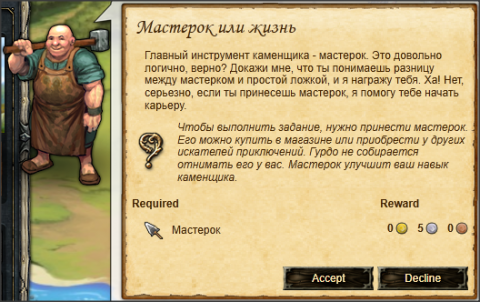 Мастерок или жизнь
Главный инструмент каменщика - мастерок. Это довольно
логично, верно? Докажи мне, что ты понимаешь разницу
между мастерком и простой ложкой, и я награжу тебя. Ха! Нет,
серьезно, если ты принесешь мастерок, я помогу тебе начать
карьеру.
Чтобы выполнить задание, нужно принести мастерок.
Его можно купить в магазине или приобрести у других
искателей приключений. Гурдо не собирается
отнимать его у вас. Мастерок улучшит ваш навык
каменщика.
Required Reward
Мастерок 0 5 0
Accept Decline